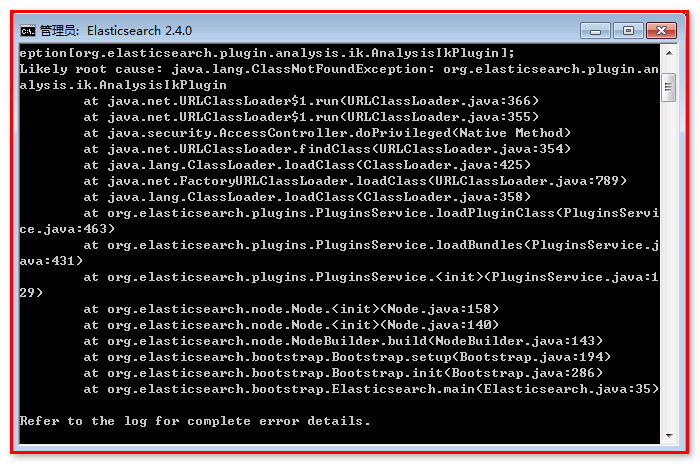 管理员: Elasticsearch 2.4.0
eption[org.elasticsearch.plugin.analysis.ik.AnalysisIkPlugin];
Likely root cause: java.lang.ClassNotFoundException: org.elasticsearch.plugin.an
alysis.ik.AnalysisIkPlugin
at java.net.URLClassLoader$1.run(URLClassLoader.java:366)
at java.net.URLClassLoader$1.run(URLClassLoader.java:355)
at java.security.AccessController.doPrivileged(Native Method)
at java.net.URLClassLoader.findClass(URLClassLoader.java:354)
at java.lang.ClassLoader.loadClass(ClassLoader.java:425)
at java.net.FactoryURLClassLoader.loadClass(URLClassLoader.java:789)
at java.lang.ClassLoader.loadClass(ClassLoader.java:358)
at org.elasticsearch.plugins.PluginsService.loadPluginClass(PluginsServi
ce.java:463)
at org.elasticsearch.plugins.PluginsService.loadBundles(PluginsService.j
ava:431)
at org.elasticsearch.plugins.PluginsService.<init>(PluginsService.java:1
29)
at org.elasticsearch.node.Node.<init>(Node.java:158)
at org.elasticsearch.node.Node.<init>(Node.java:140)
at org.elasticsearch.node.NodeBuilder.build(NodeBuilder.java:143)
at org.elasticsearch.bootstrap.Bootstrap.setup(Bootstrap.java:194)
at org.elasticsearch.bootstrap.Bootstrap.init(Bootstrap.java:286)
at org.elasticsearch.bootstrap.Elasticsearch.main(Elasticsearch.java:35)
Refer to the log for complete error details.